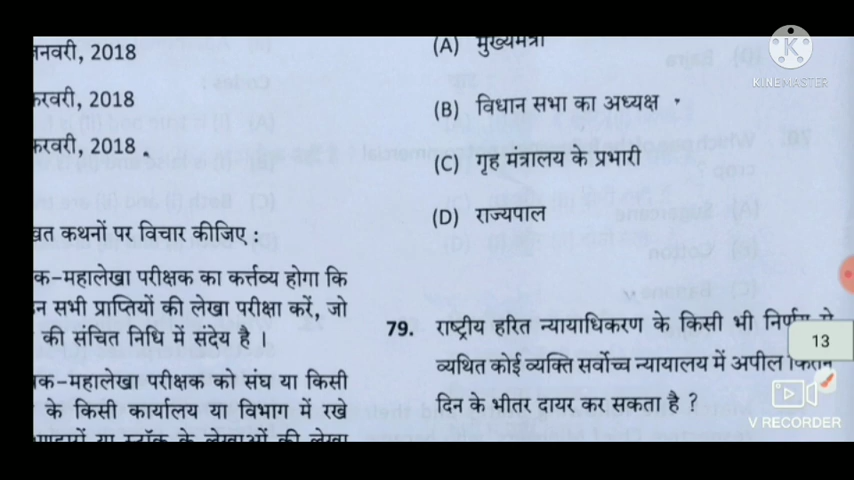 जनवरी, 2018
फरवरी, 2018
फरवरी, 2018 .
कथनों पर विचार कीजिए :
महालेखा परीक्षक का कर्त्तव्य होगा कि
सभी प्राप्तियों की लेखा परीक्षा करें, जो
की संचित निधि में संदेय है ।
महालेखा परीक्षक को संघ या किसी
के किसी कार्यालय या विभाग में रखे
या स्टॉक के लेखाओं की लेखा
(A) मुख्यमंत्री
(B) विधान सभा का अध्यक्ष
(C) गृह मंत्रालय के प्रभारी
(D) राज्यपाल
79. राष्ट्रीय हरित न्यायाधिकरण के किसी भी निर्णय से
व्यथित कोई व्यक्ति सर्वोच्च न्यायालय में अपील कितने
दिन के भीतर दायर कर सकता है ?
K
KINEMASTER
13
V RECORDER